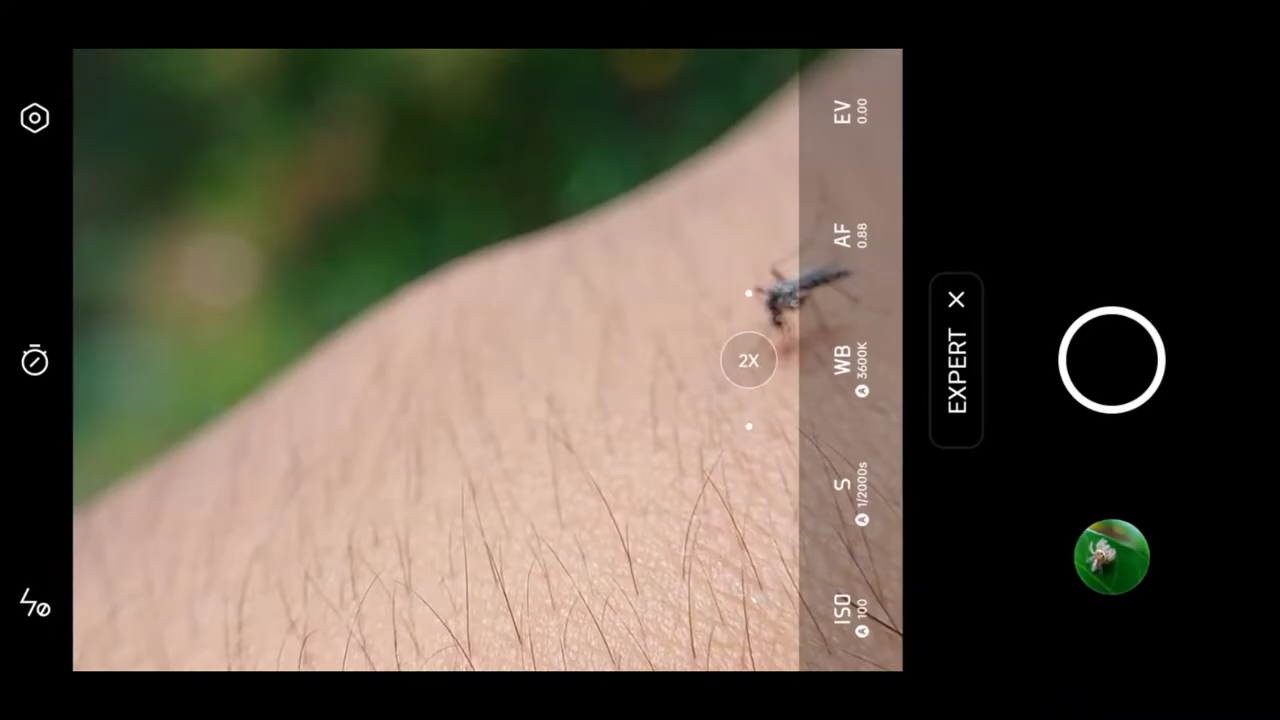 EV
0.00
AF
0.88
WB
A 3600K
S
A 1/2000s
ISO
A 100
2X
EXPERT ×